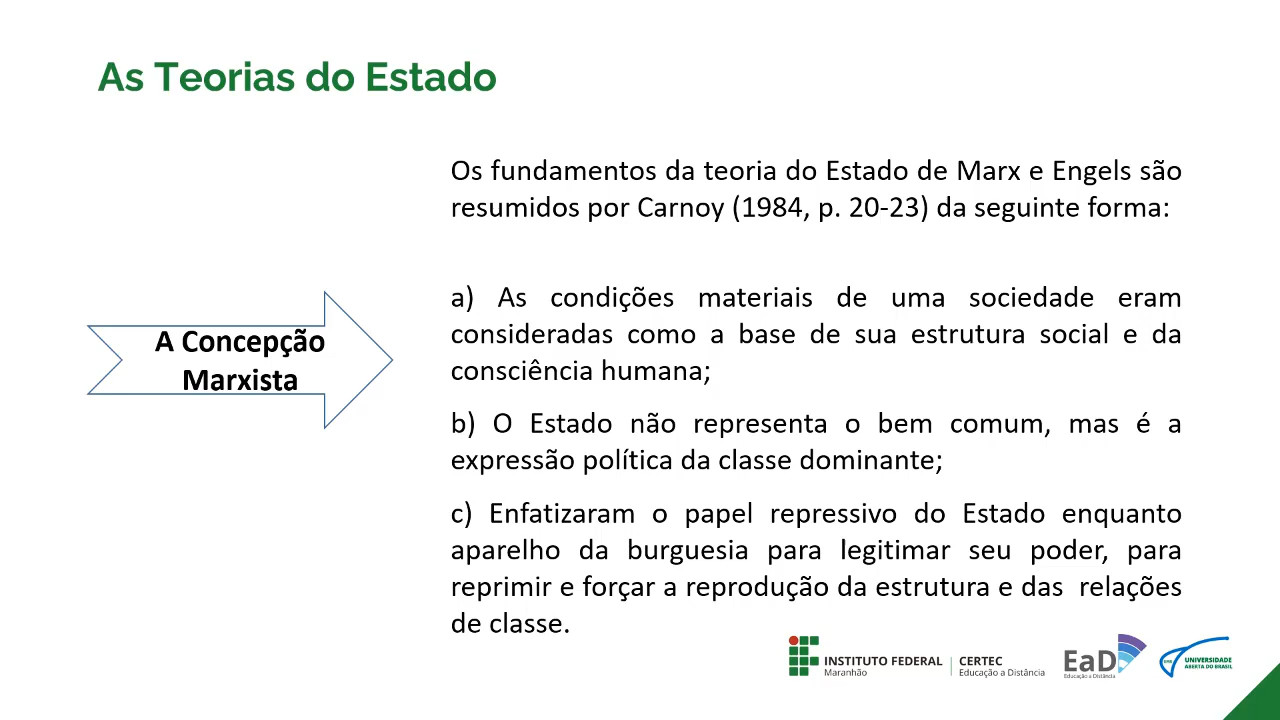 As Teorias do Estado
Os fundamentos da teoria do Estado de Marx e Engels são
resumidos por Carnoy (1984, p. 20-23) da seguinte forma:
A Concepção
Marxista
a) As condições materiais de uma sociedade eram
consideradas como a base de sua estrutura social e da
consciência humana;
b) O Estado não representa o bem comum, mas é a
expressão política da classe dominante;
c) Enfatizaram o papel repressivo do Estado enquanto
aparelho da burguesia para legitimar seu poder, para
reprimir e forçar a reprodução da estrutura e das relações
de classe.
INSTITUTO FEDERAL
Maranhão
CERTEC
Educação a Distância
EaD
Educação a Distância
UAB
UNIVERSIDADE
ABERTA DO BRASIL